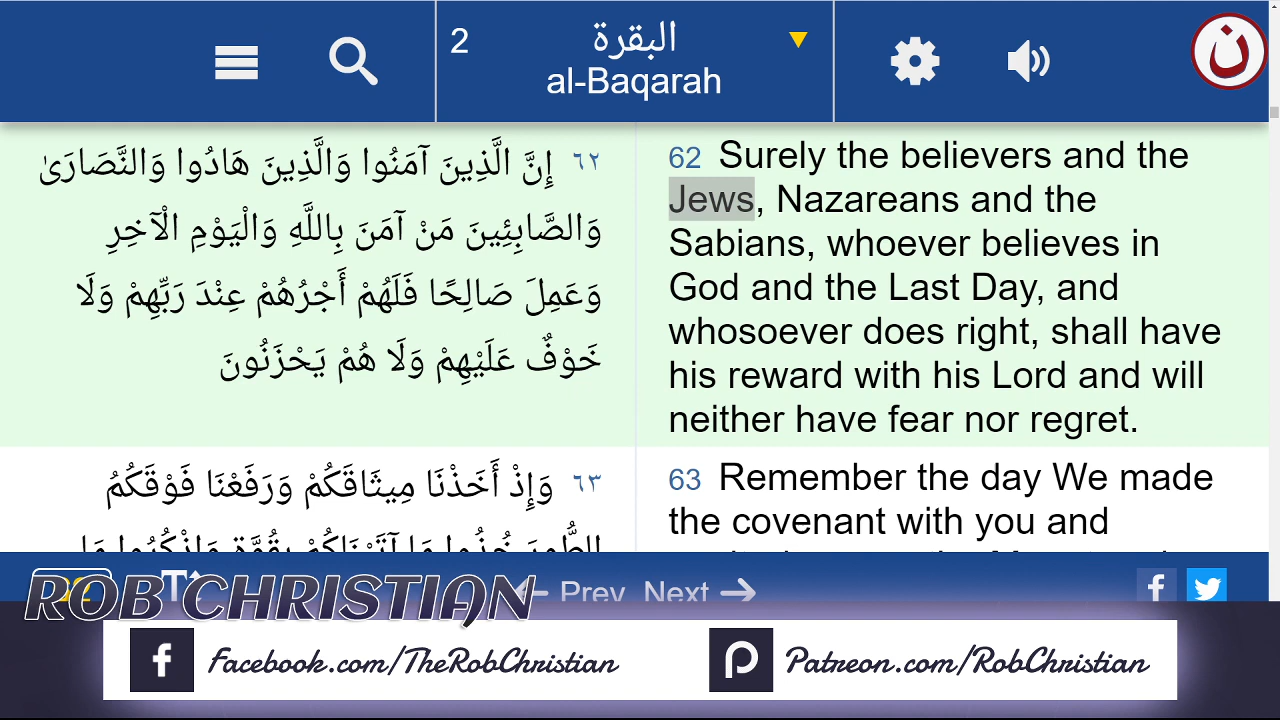 2
البقرة
al-Baqarah
ن
٦٢ إِنَّ الَّذِينَ آمَنُوا وَالَّذِينَ هَادُوا وَالنَّصَارَىٰ
وَالصَّابِئِينَ مَنْ آمَنَ بِاللَّهِ وَالْيَوْمِ الْآخِرِ
وَعَمِلَ صَالِحًا فَلَهُمْ أَجْرُهُمْ عِنْدَ رَبِّهِمْ وَلَا
خَوْفٌ عَلَيْهِمْ وَلَا هُمْ يَحْزَنُونَ
62 Surely the believers and the
Jews, Nazareans and the
Sabians, whoever believes in
God and the Last Day, and
whosoever does right, shall have
his reward with his Lord and will
neither have fear nor regret.
٦٣ وَإِذْ أَخَذْنَا مِيثَاقَكُمْ وَرَفَعْنَا فَوْقَكُمُ
63 Remember the day We made
the covenant with you and
Prev Next
ROB CHRISTIAN
Facebook.com/TheRobChristian
Patreon.com/RobChristian